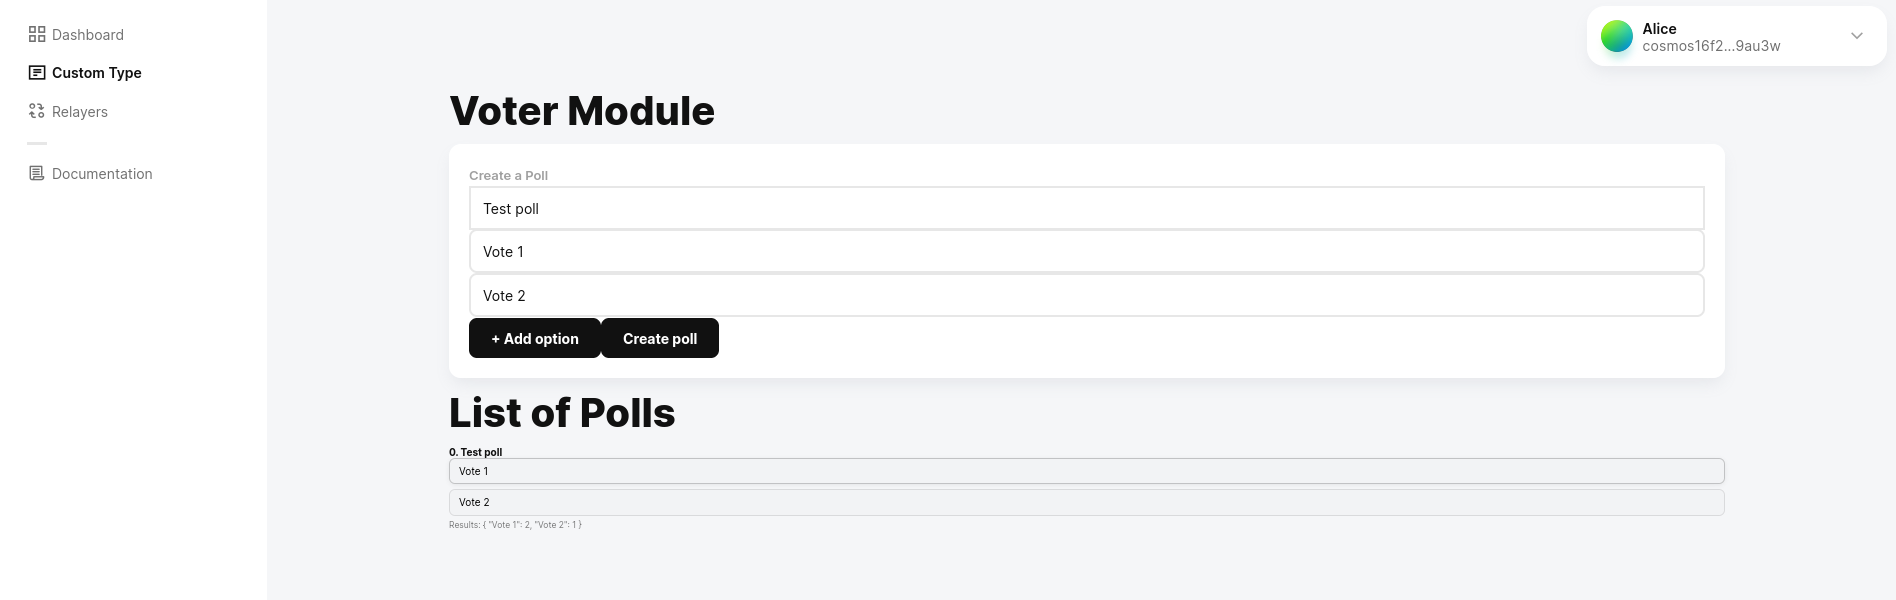 Dashboard
Custom Type
Relayers
Documentation
Alice
cosmos16f2...9au3w
Voter Module
Create a Poll
Test poll
Vote 1
Vote 2
+ Add option
Create poll
List of Polls
0. Test poll
Vote 1
Vote 2
Results: { "Vote 1": 2, "Vote 2": 1 }